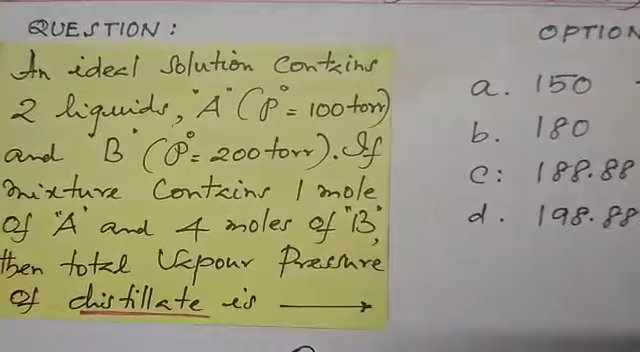 QUESTION :
OPTION
An ideal solution contains
2 liquids, "A" (P° = 100 torr)
and "B" (P° = 200 torr). If
mixture contains 1 mole
of "A" and 4 moles of "B",
then total Vapour Pressure
of distillate is ⟶
a. 150
b. 180
c: 188.88
d. 198.88